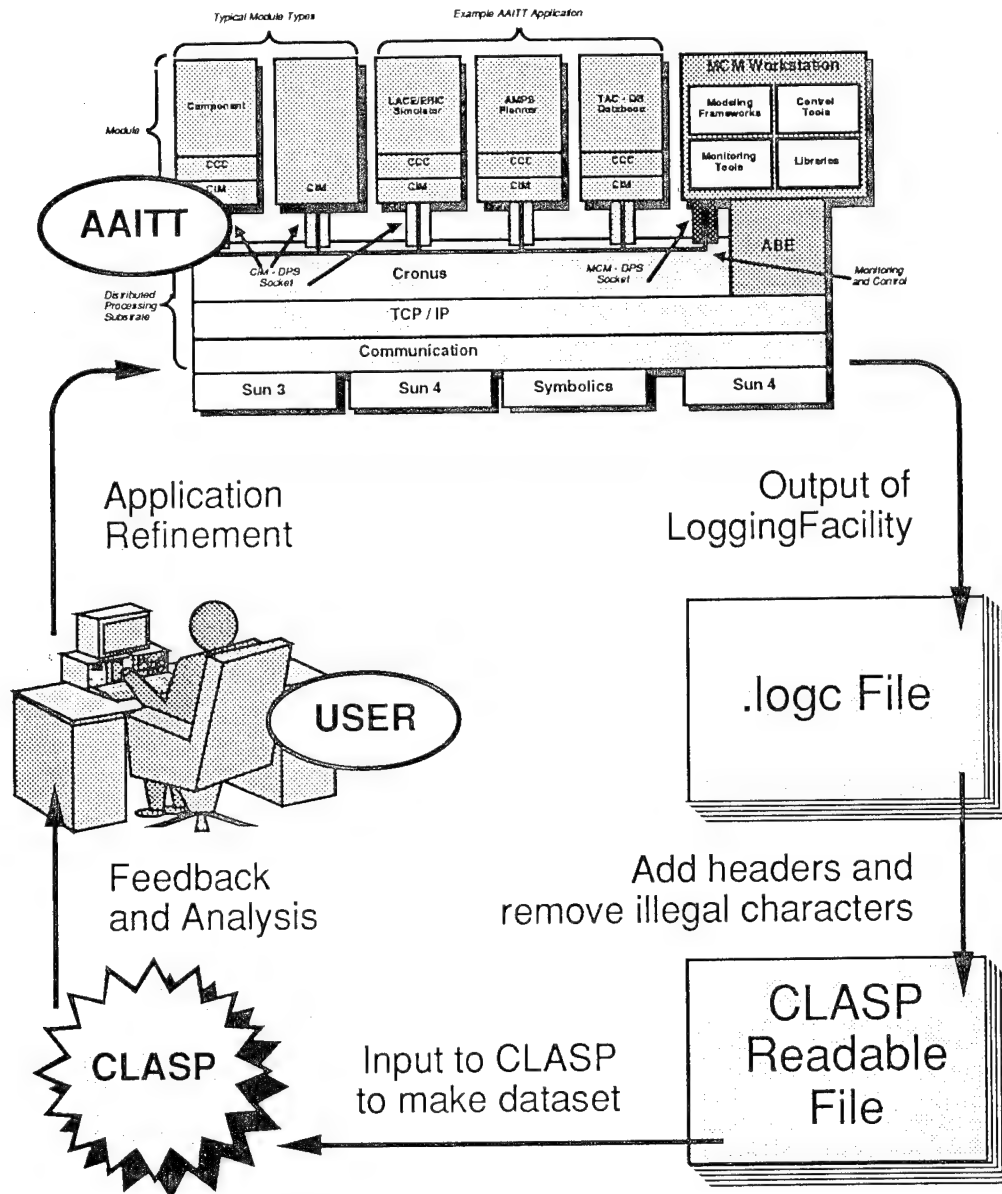 Typical Module Types
Example AAITT Application
Module
Component
CCC
CIM
CIM
LACE/ERIC
Simulator
CCC
CIM
AMPS
Planner
CCC
CIM
TAC - DB
Database
CCC
CIM
MCM Workstation
Modeling
Frameworks
Control
Tools
Monitoring
Tools
Libraries
AAITT
CIM - DPS
Socket
Cronus
MCM - DPS
Socket
ABE
Monitoring
and Control
Distributed
Processing
Substrate
TCP / IP
Communication
Sun 3
Sun 4
Symbolics
Sun 4
Application
Refinement
Output of
LoggingFacility
USER
.logc File
Feedback
and Analysis
Add headers and
remove illegal characters
CLASP
Input to CLASP
to make dataset
CLASP
Readable
File